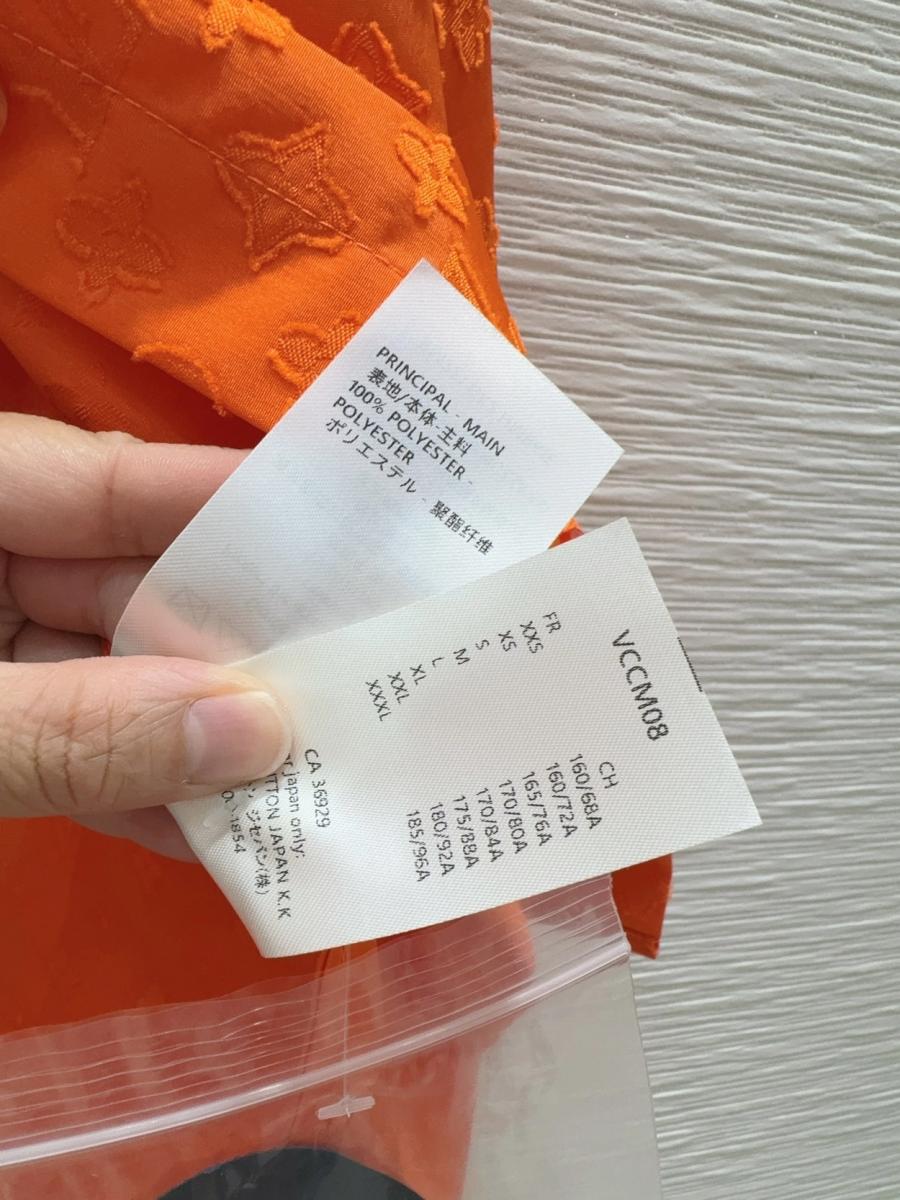 PRINCIPAL - MAIN
表地/本体-主料
100% POLYESTER -
POLYESTER
ポリエステル - 聚酯纤维
VCCM08
FR CH
XXS 160/68A
XS 160/72A
S 165/76A
M 170/80A
L 170/84A
XL 175/88A
XXL 180/92A
XXXL 185/96A
CA 36929
japan only:
JAPAN K.K
(株)
1854